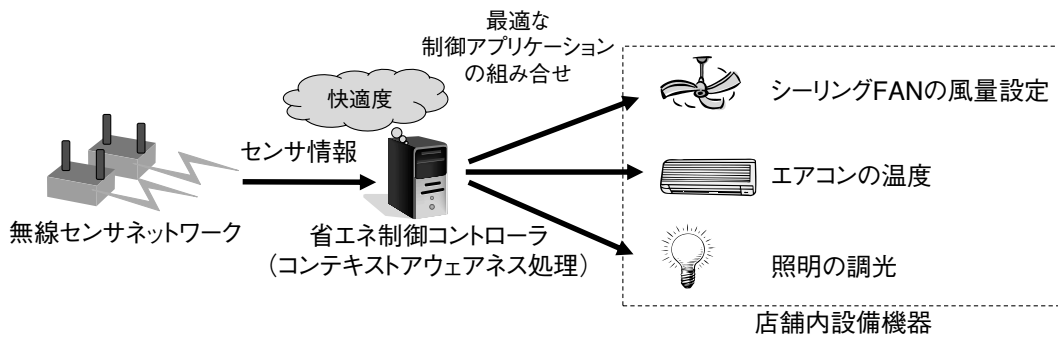 最適な
制御アプリケーション
の組み合せ
快適度
センサ情報
無線センサネットワーク
省エネ制御コントローラ
（コンテキストアウェアネス処理）
シーリングFANの風量設定
エアコンの温度
照明の調光
店舗内設備機器